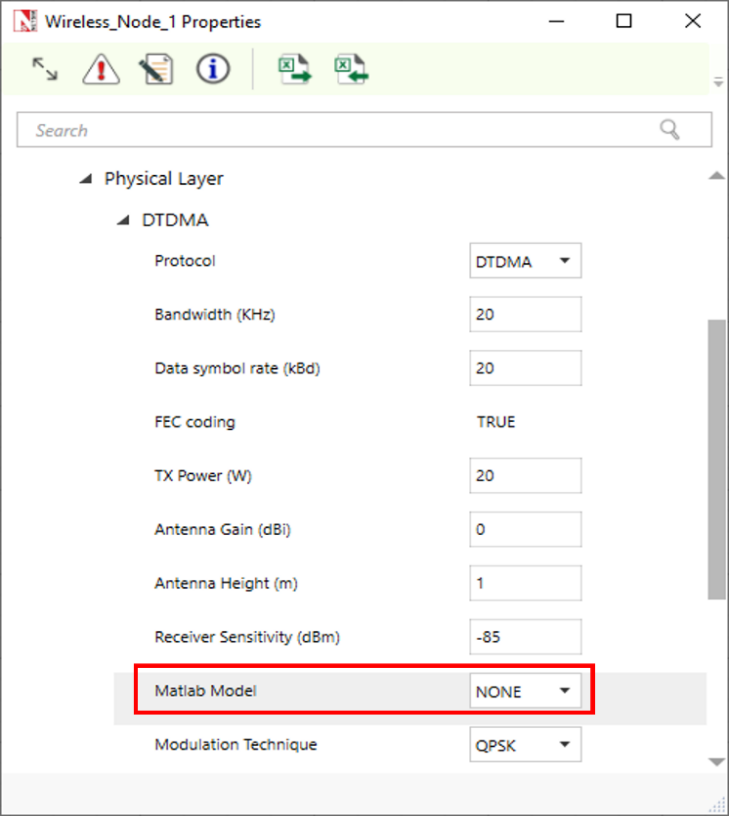 Wireless_Node_1 Properties
Search
Physical Layer
DTDMA
Protocol DTDMA
Bandwidth (KHz) 20
Data symbol rate (kBd) 20
FEC coding TRUE
TX Power (W) 20
Antenna Gain (dBi) 0
Antenna Height (m) 1
Receiver Sensitivity (dBm) -85
Matlab Model NONE
Modulation Technique QPSK